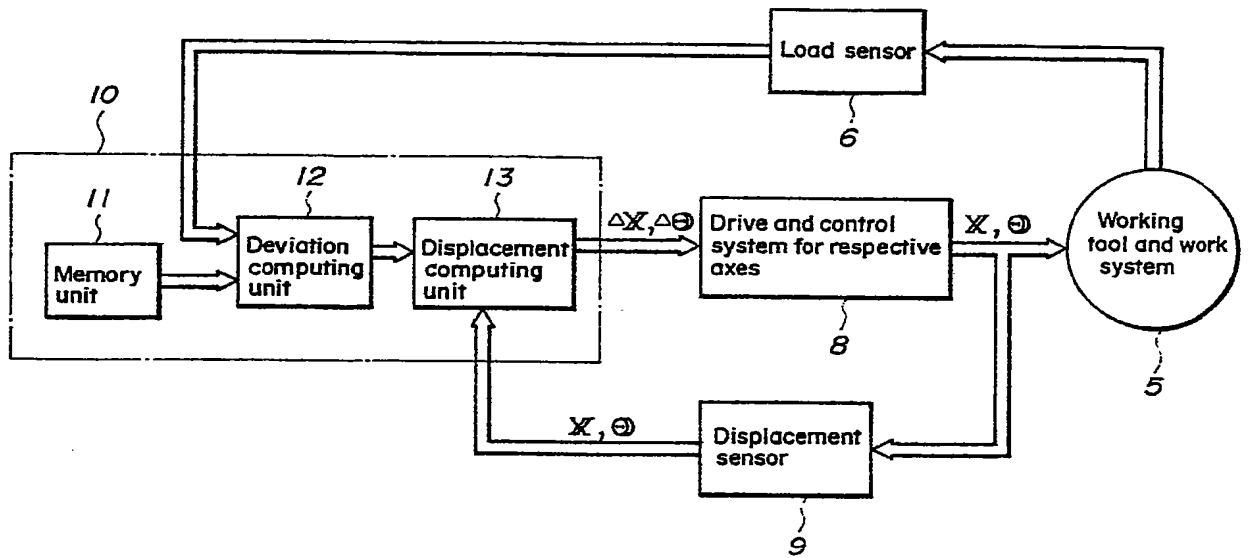 Load sensor
6
10
11
12
13
Memory
unit
Deviation
computing
unit
Displacement
computing
unit
Δ𝕏, ΔΘ
Drive and control
system for respective
axes
8
𝕏, Θ
Working
tool and work
system
5
𝕏, Θ
Displacement
sensor
9